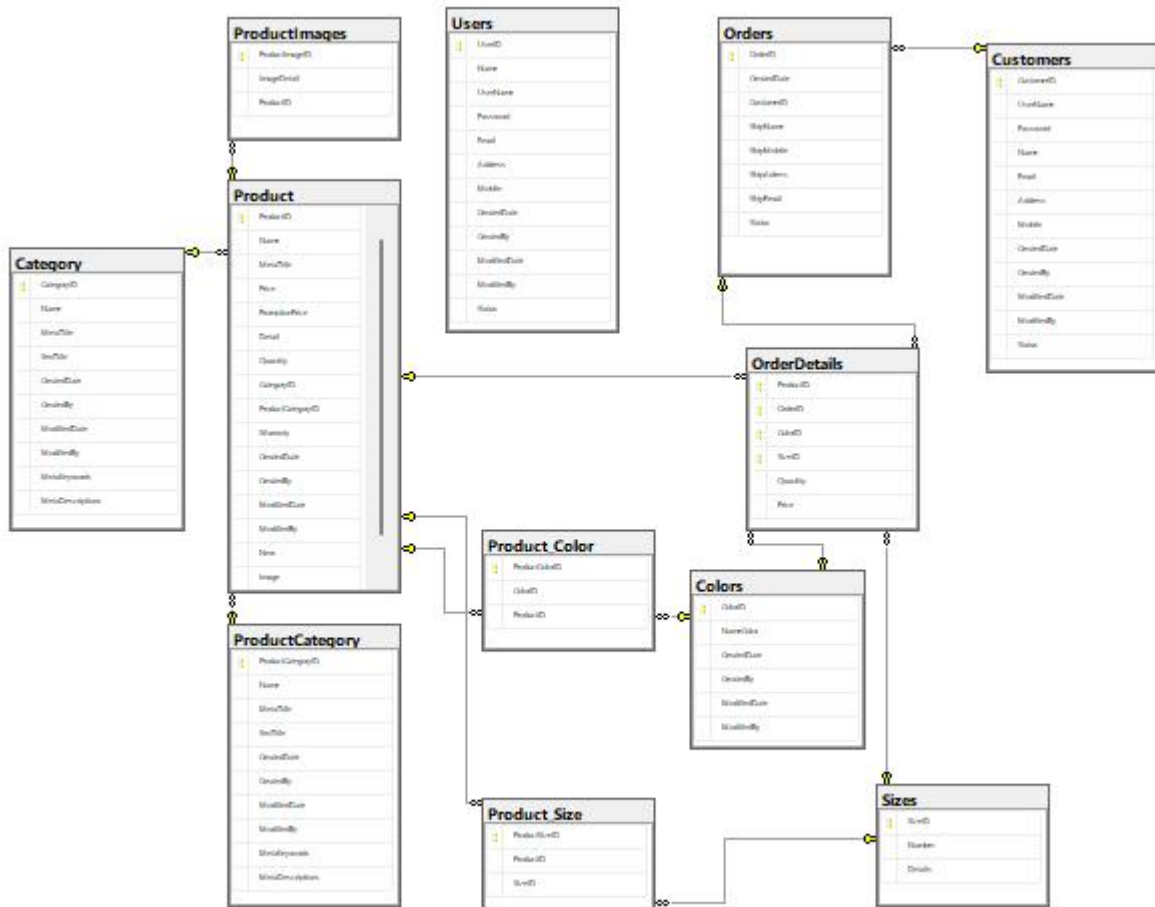 ProductImages
ProductImageID
ImageDetail
ProductID
Users
UserID
Name
UserName
Password
Email
Address
Mobile
CreatedDate
CreatedBy
ModifiedDate
ModifiedBy
Status
Orders
OrderID
CreatedDate
CustomerID
ShipName
ShipMobile
ShipEmail
Status
Customers
CustomerID
UserName
Password
Name
Email
Address
Mobile
CreatedDate
CreatedBy
ModifiedDate
ModifiedBy
Status
Product
ProductID
Name
MetaTitle
Price
PromotionPrice
Detail
Quantity
CategoryID
ProductCategoryID
Warranty
CreatedDate
CreatedBy
ModifiedDate
ModifiedBy
New
Image
Category
CategoryID
Name
MetaTitle
SeoTitle
CreatedDate
CreatedBy
ModifiedDate
ModifiedBy
MetaKeywords
MetaDescriptions
OrderDetails
ProductID
OrderID
ColorID
SizeID
Quantity
Price
Product_Color
ProductColorID
ColorID
ProductID
Colors
ColorID
NameColor
CreatedDate
CreatedBy
ModifiedDate
ModifiedBy
ProductCategory
ProductCategoryID
Name
MetaTitle
SeoTitle
CreatedDate
CreatedBy
ModifiedDate
ModifiedBy
MetaKeywords
MetaDescriptions
Product_Size
ProductSizeID
ProductID
SizeID
Sizes
SizeID
Number
Details